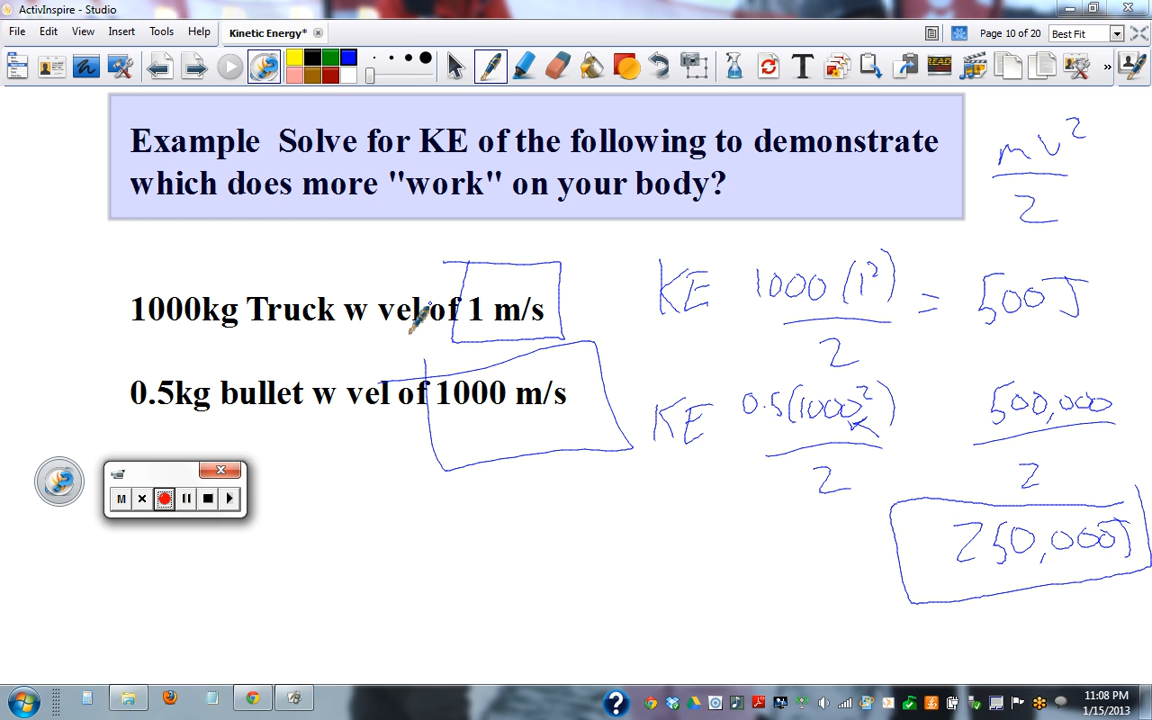 ActivInspire - Studio
File Edit View Insert Tools Help Kinetic Energy* Page 10 of 20 Best Fit
Example Solve for KE of the following to demonstrate
which does more "work" on your body?
mv²
2
1000kg Truck w vel of 1 m/s
KE 1000 (1²) = 500J
2
0.5kg bullet w vel of 1000 m/s
KE 0.5(1000²) 500,000
2 2
250,000J
M
11:08 PM
1/15/2013